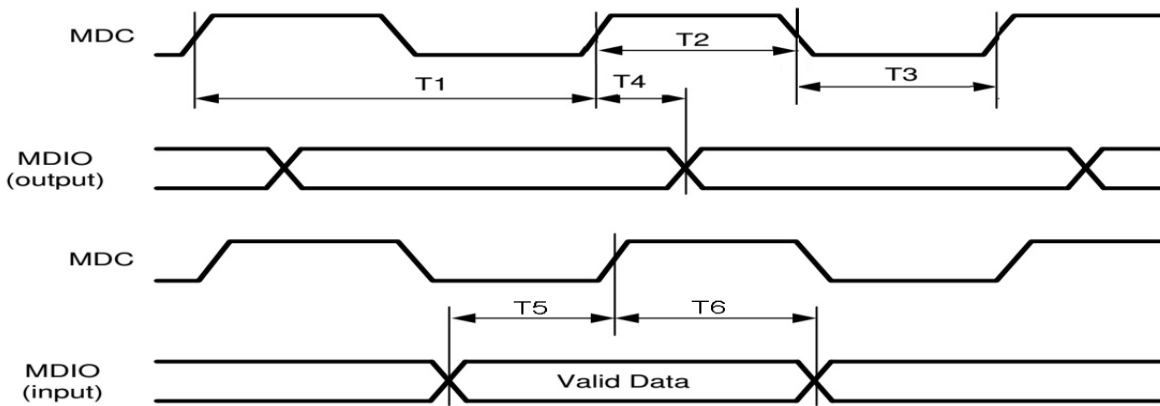 MDC
T2
T1
T4
T3
MDIO
(output)
MDC
T5
T6
MDIO
(input)
Valid Data